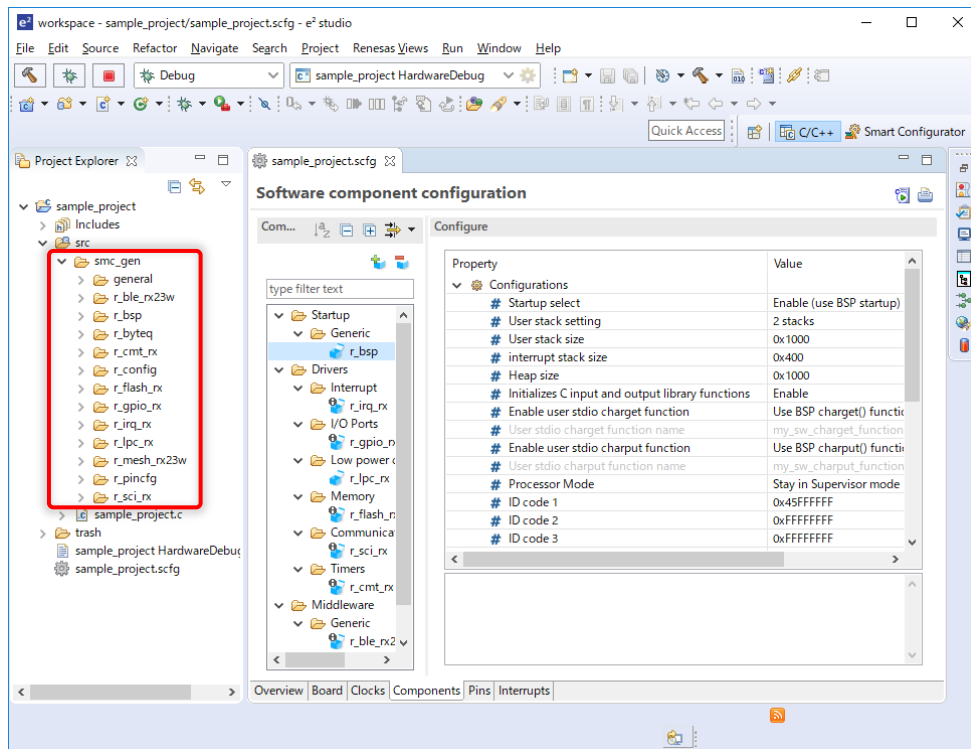 e² workspace - sample_project/sample_project.scfg - e² studio
File Edit Source Refactor Navigate Search Project Renesas Views Run Window Help
Debug
sample_project HardwareDebug
Quick Access
C/C++
Smart Configurator
Project Explorer
sample_project
Includes
src
smc_gen
general
r_ble_rx23w
r_bsp
r_byteq
r_cmt_rx
r_config
r_flash_rx
r_gpio_rx
r_irq_rx
r_lpc_rx
r_mesh_rx23w
r_pincfg
r_sci_rx
sample_project.c
trash
sample_project HardwareDebug
sample_project.scfg
sample_project.scfg
Software component configuration
Com...
type filter text
Startup
Generic
r_bsp
Drivers
Interrupt
r_irq_rx
I/O Ports
r_gpio_r
Low power c
r_lpc_rx
Memory
r_flash_r
Communica
r_sci_rx
Timers
r_cmt_rx
Middleware
Generic
r_ble_rx2
Configure
Property Value
Configurations
# Startup select Enable (use BSP startup)
# User stack setting 2 stacks
# User stack size 0x1000
# interrupt stack size 0x400
# Heap size 0x1000
# Initializes C input and output library functions Enable
# Enable user stdio charget function Use BSP charget() functic
# User stdio charget function name my_sw_charget_function
# Enable user stdio charput function Use BSP charput() functi
# User stdio charput function name my_sw_charput_function
# Processor Mode Stay in Supervisor mode
# ID code 1 0x45FFFFFF
# ID code 2 0xFFFFFFFF
# ID code 3 0xFFFFFFFF
Overview Board Clocks Components Pins Interrupts